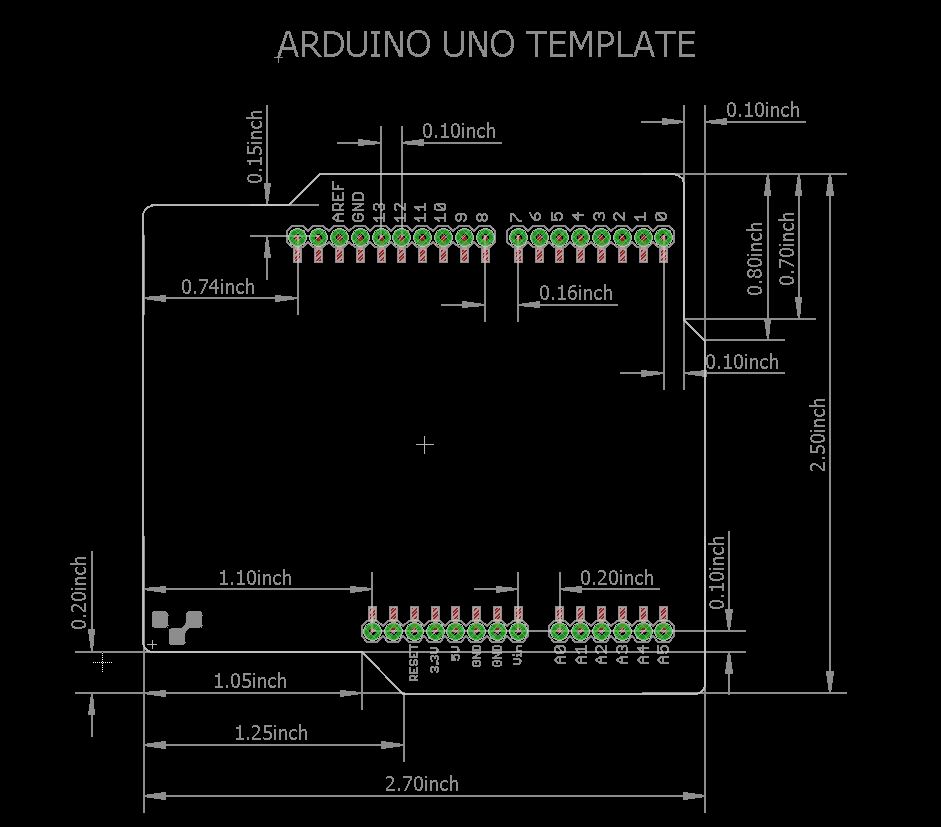 ARDUINO UNO TEMPLATE
0.10inch
0.10inch
0.15inch
AREF
GND
13
12
11
10
9
8
7
6
5
4
3
2
1
0
0.80inch
0.70inch
0.74inch
0.16inch
0.10inch
2.50inch
0.20inch
1.10inch
0.20inch
0.10inch
RESET
3.3V
5V
GND
GND
Vin
A0
A1
A2
A3
A4
A5
1.05inch
1.25inch
2.70inch